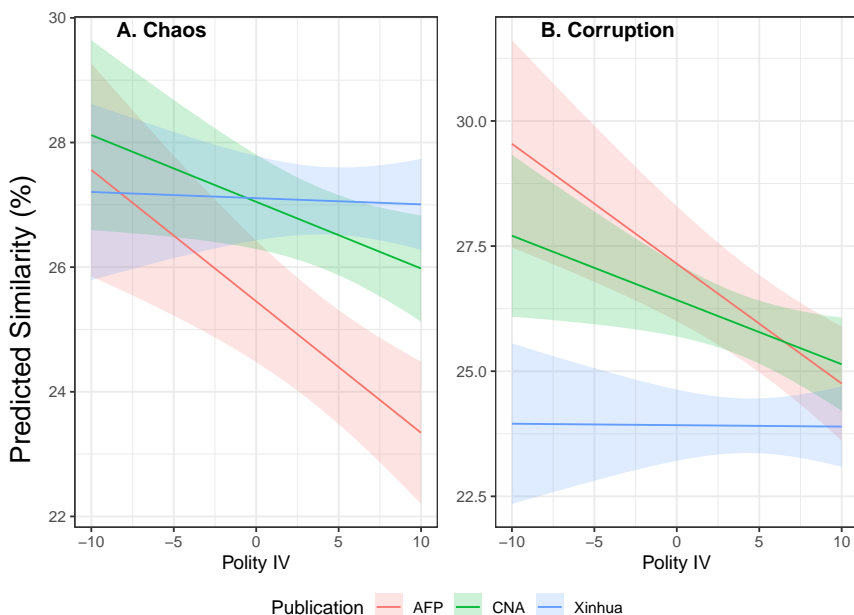 A. Chaos
B. Corruption
Predicted Similarity (%)
30
28
26
24
22
30.0
27.5
25.0
22.5
−10 −5 0 5 10
−10 −5 0 5 10
Polity IV
Polity IV
Publication AFP CNA Xinhua